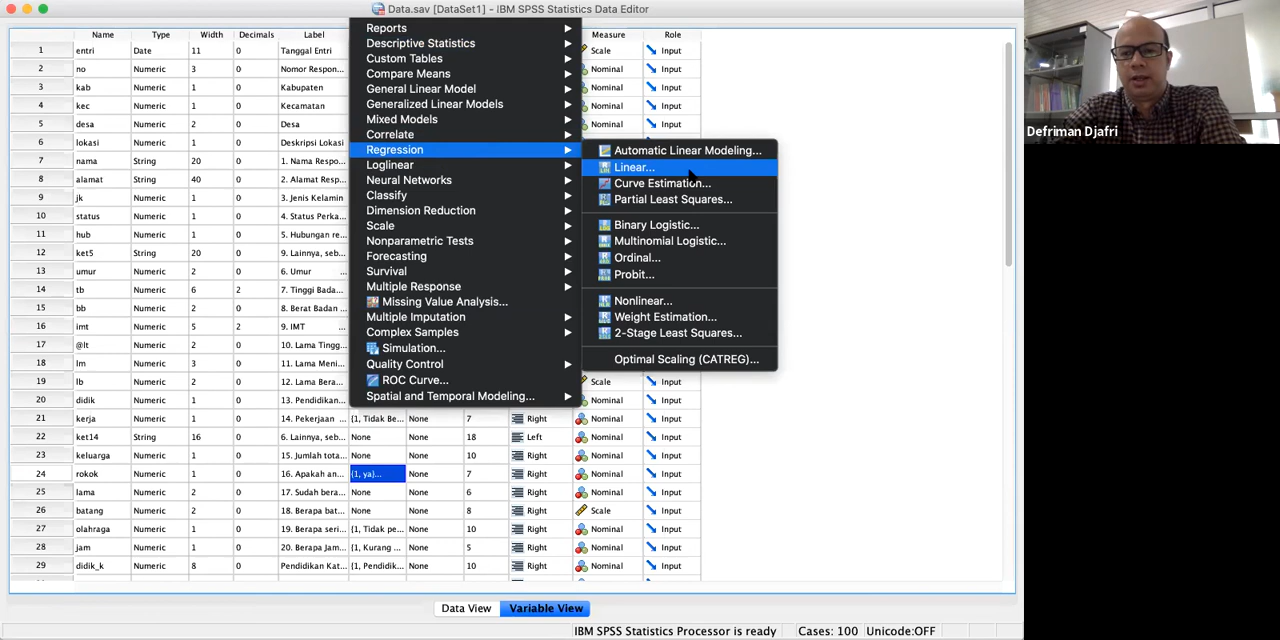 Data.sav [DataSet1] - IBM SPSS Statistics Data Editor
Name Type Width Decimals Label Measure Role
1 entri Date 11 0 Tanggal Entri Scale Input
2 no Numeric 3 0 Nomor Respon... Nominal Input
3 kab Numeric 1 0 Kabupaten Nominal Input
4 kec Numeric 1 0 Kecamatan Nominal Input
5 desa Numeric 2 0 Desa Nominal Input
6 lokasi Numeric 1 0 Deskripsi Lokasi
7 nama String 20 0 1. Nama Respo...
8 alamat String 40 0 2. Alamat Resp...
9 jk Numeric 1 0 3. Jenis Kelamin
10 status Numeric 1 0 4. Status Perka...
11 hub Numeric 1 0 5. Hubungan re...
12 ket5 String 20 0 9. Lainnya, seb...
13 umur Numeric 2 0 6. Umur
14 tb Numeric 6 2 7. Tinggi Bada...
15 bb Numeric 2 0 8. Berat Badan
16 imt Numeric 5 2 9. IMT
17 @lt Numeric 2 0 10. Lama Tingg...
18 lm Numeric 3 0 11. Lama Meni...
19 lb Numeric 2 0 12. Lama Bera... Scale Input
20 didik Numeric 1 0 13. Pendidikan... Nominal Input
21 kerja Numeric 1 0 14. Pekerjaan {1, Tidak Be... None 7 Right Nominal Input
22 ket14 String 16 0 6. Lainnya, seb... None None 18 Left Nominal Input
23 keluarga Numeric 1 0 15. Jumlah tota... None None 10 Right Nominal Input
24 rokok Numeric 1 0 16. Apakah an... {1, ya}... None 7 Right Nominal Input
25 lama Numeric 2 0 17. Sudah bera... None None 6 Right Nominal Input
26 batang Numeric 2 0 18. Berapa bat... None None 8 Right Scale Input
27 olahraga Numeric 1 0 19. Berapa seri... {1, Tidak pe... None 10 Right Nominal Input
28 jam Numeric 1 0 20. Berapa Jam... {1, Kurang ... None 5 Right Nominal Input
29 didik_k Numeric 8 0 Pendidikan Kat... {1, Pendidik... None 10 Right Nominal Input
Reports
Descriptive Statistics
Custom Tables
Compare Means
General Linear Model
Generalized Linear Models
Mixed Models
Correlate
Regression
Loglinear
Neural Networks
Classify
Dimension Reduction
Scale
Nonparametric Tests
Forecasting
Survival
Multiple Response
Missing Value Analysis...
Multiple Imputation
Complex Samples
Simulation...
Quality Control
ROC Curve...
Spatial and Temporal Modeling...
Automatic Linear Modeling...
Linear...
Curve Estimation...
Partial Least Squares...
Binary Logistic...
Multinomial Logistic...
Ordinal...
Probit...
Nonlinear...
Weight Estimation...
2-Stage Least Squares...
Optimal Scaling (CATREG)...
Data View Variable View
IBM SPSS Statistics Processor is ready Cases: 100 Unicode:OFF
Defriman Djafri